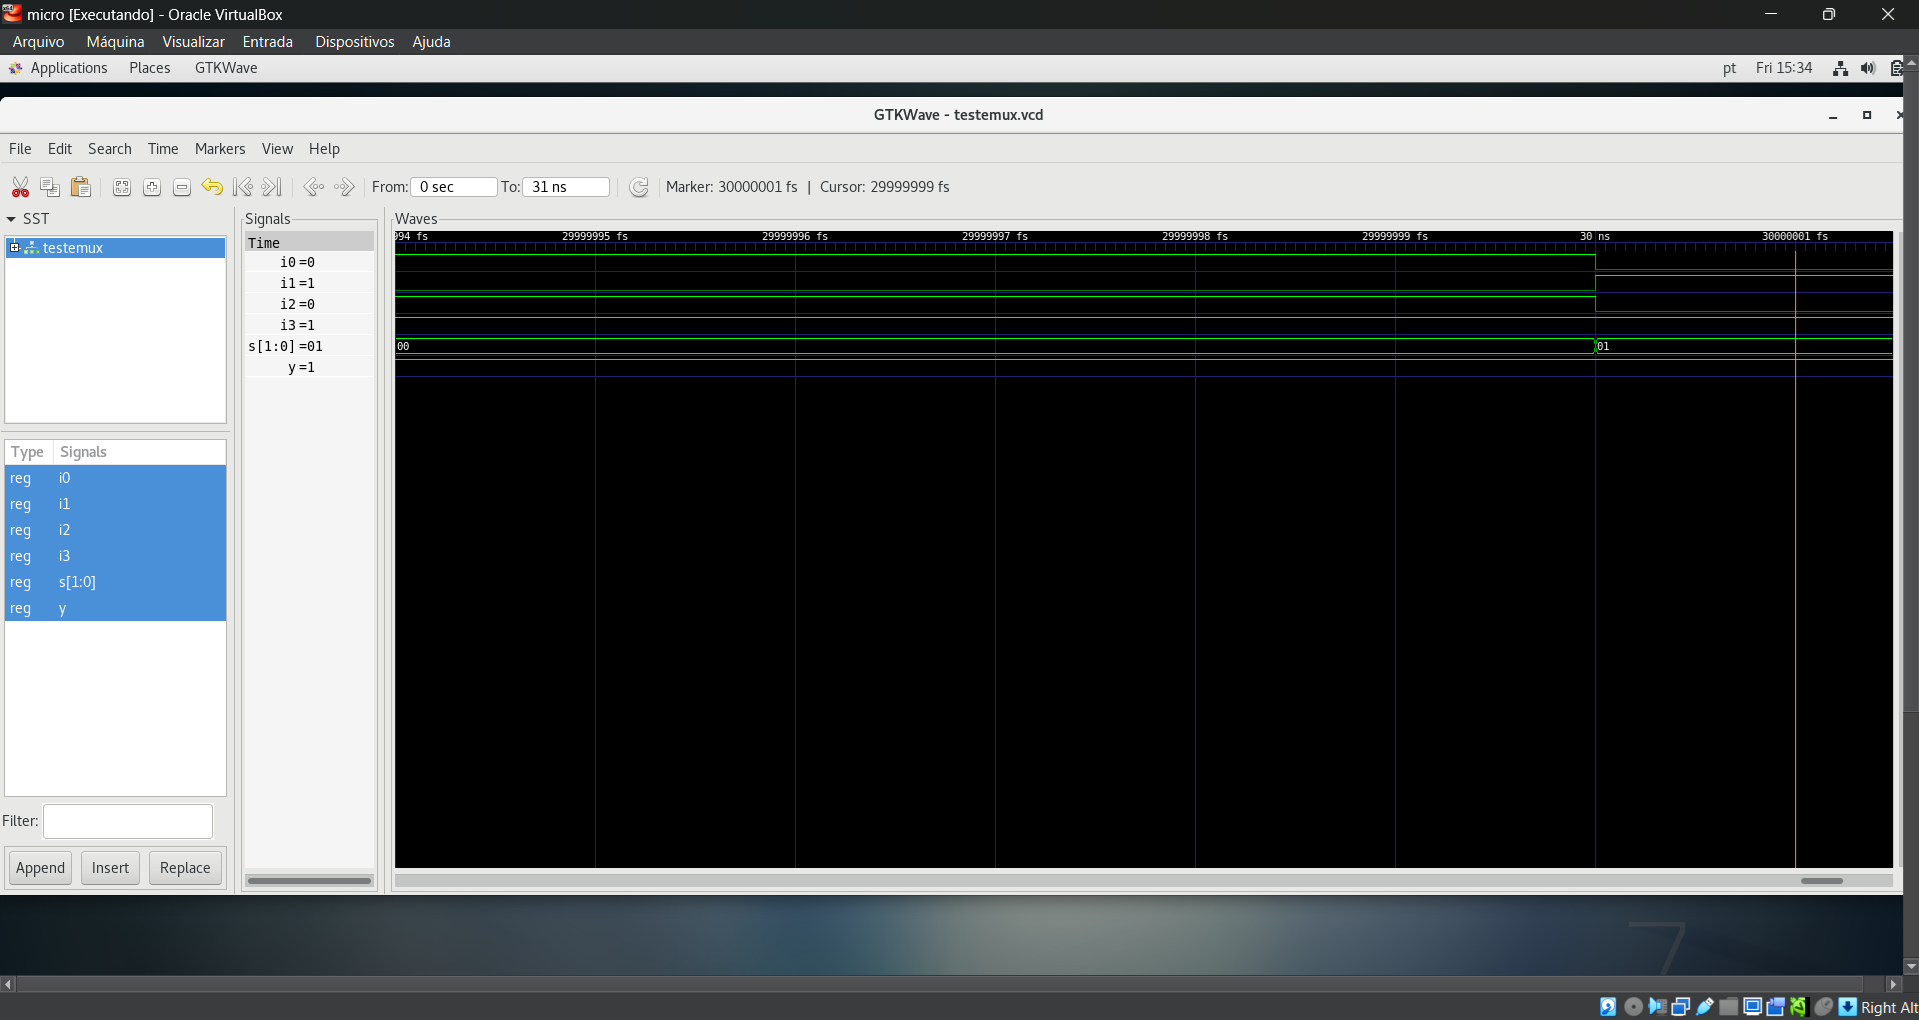 micro [Executando] - Oracle VirtualBox
Arquivo Máquina Visualizar Entrada Dispositivos Ajuda
Applications Places GTKWave pt Fri 15:34
GTKWave - testemux.vcd
File Edit Search Time Markers View Help
From: 0 sec To: 31 ns Marker: 30000001 fs | Cursor: 29999999 fs
SST
testemux
Type Signals
reg i0
reg i1
reg i2
reg i3
reg s[1:0]
reg y
Filter:
Append Insert Replace
Signals
Time
i0=0
i1=1
i2=0
i3=1
s[1:0]=01
y=1
Waves
994 fs 29999995 fs 29999996 fs 29999997 fs 29999998 fs 29999999 fs 30 ns 30000001 fs
00 01
7
Right Alt